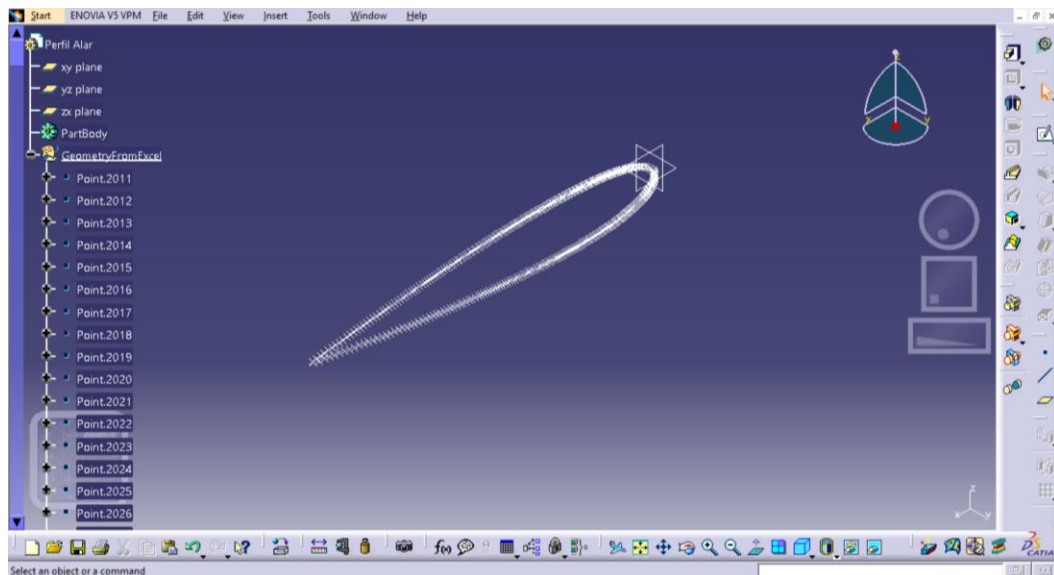 Start ENOVIA V5 VPM File Edit View Insert Tools Window Help
Perfil Alar
xy plane
yz plane
zx plane
PartBody
GeometryFromExcel
Point.2011
Point.2012
Point.2013
Point.2014
Point.2015
Point.2016
Point.2017
Point.2018
Point.2019
Point.2020
Point.2021
Point.2022
Point.2023
Point.2024
Point.2025
Point.2026
z
x y
f(x)
CATIA
Select an object or a command